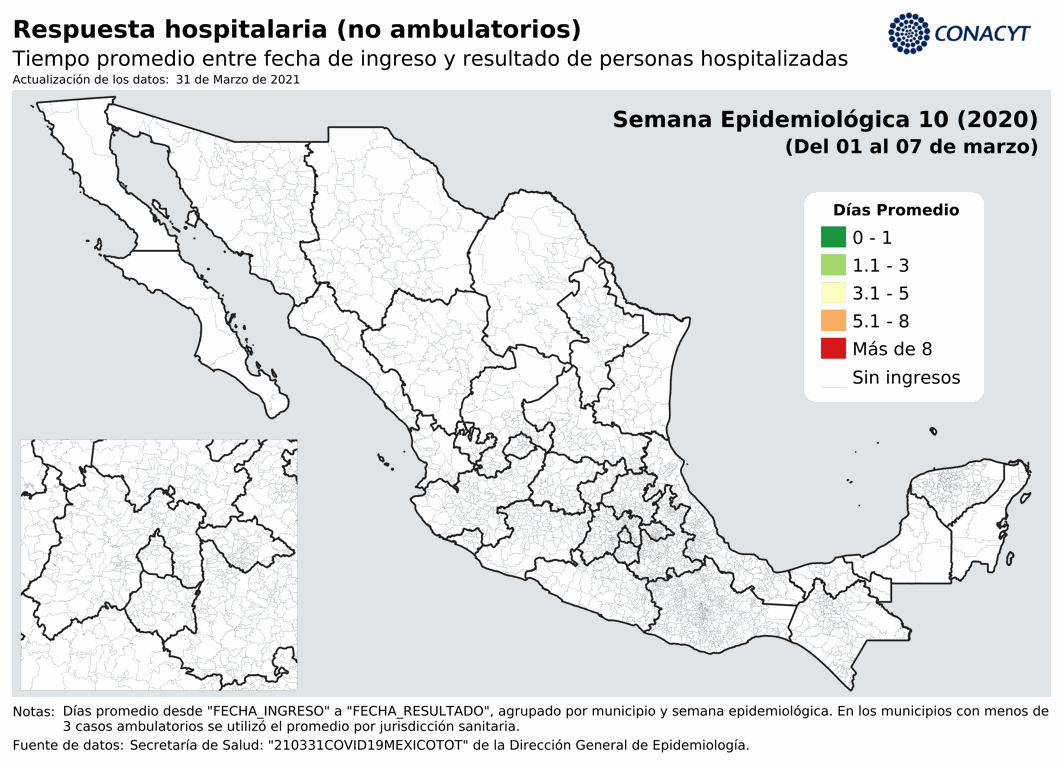 Respuesta hospitalaria (no ambulatorios)
CONACYT
Tiempo promedio entre fecha de ingreso y resultado de personas hospitalizadas
Actualización de los datos: 31 de Marzo de 2021
Semana Epidemiológica 10 (2020)
(Del 01 al 07 de marzo)
Días Promedio
0 - 1
1.1 - 3
3.1 - 5
5.1 - 8
Más de 8
Sin ingresos
Notas: Días promedio desde "FECHA_INGRESO" a "FECHA_RESULTADO", agrupado por municipio y semana epidemiológica. En los municipios con menos de
3 casos ambulatorios se utilizó el promedio por jurisdicción sanitaria.
Fuente de datos: Secretaría de Salud: "210331COVID19MEXICOTOT" de la Dirección General de Epidemiología.